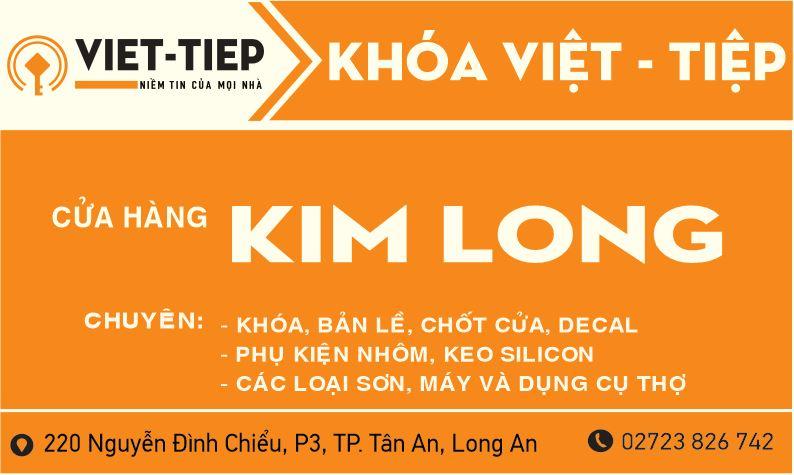 VIET-TIEP
NIỀM TIN CỦA MỌI NHÀ
KHÓA VIỆT - TIỆP
CỬA HÀNG KIM LONG
CHUYÊN: - KHÓA, BẢN LỀ, CHỐT CỬA, DECAL
- PHỤ KIỆN NHÔM, KEO SILICON
- CÁC LOẠI SƠN, MÁY VÀ DỤNG CỤ THỢ
220 Nguyễn Đình Chiểu, P3, TP. Tân An, Long An 02723 826 742